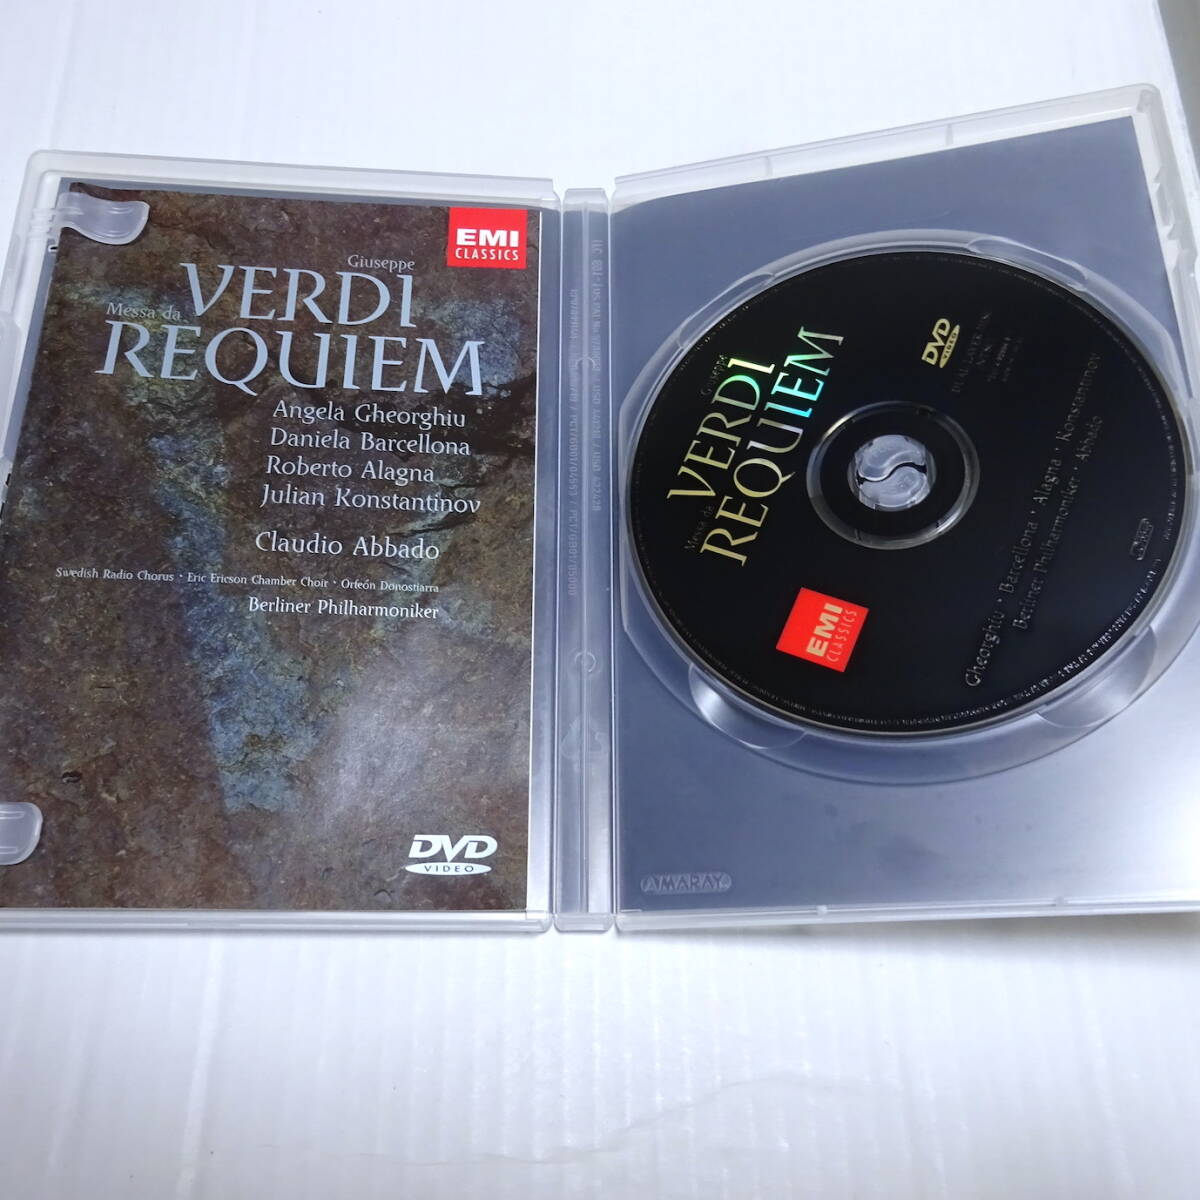 EMI
CLASSICS
Giuseppe
VERDI
Messa da
REQUIEM
Angela Gheorghiu
Daniela Barcellona
Roberto Alagna
Julian Konstantinov
Claudio Abbado
Swedish Radio Chorus · Eric Ericson Chamber Choir · Orfeón Donostiarra
Berliner Philharmoniker
DVD
VIDEO
Giuseppe
VERDI
Messa da
REQUIEM
DVD
VIDEO
EMI
CLASSICS
Gheorghiu · Barcellona · Alagna · Konstantinov
Berliner Philharmoniker · Abbado
AMARAY